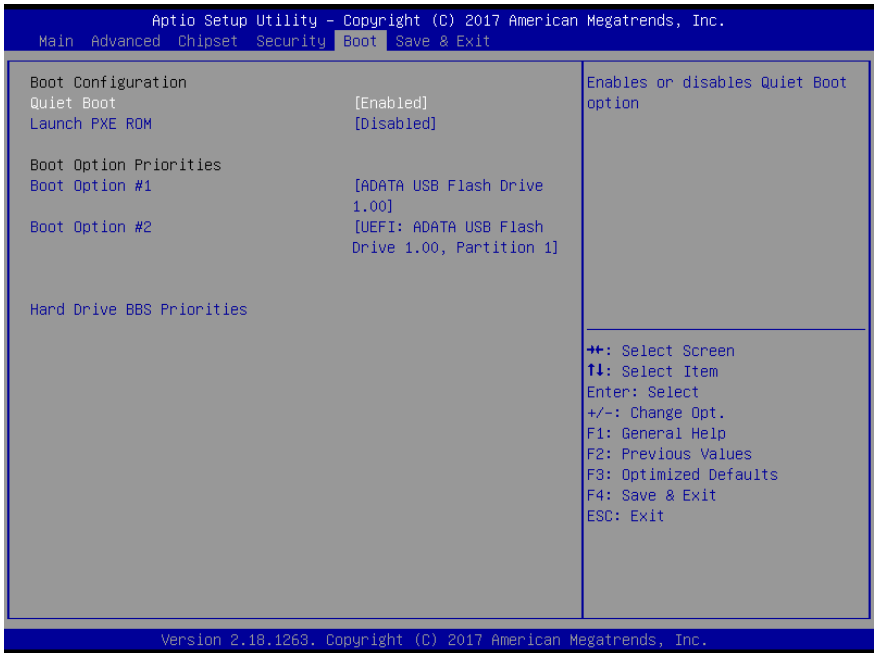 Aptio Setup Utility – Copyright (C) 2017 American Megatrends, Inc.
Main Advanced Chipset Security Boot Save & Exit
Boot Configuration
Quiet Boot [Enabled]
Launch PXE ROM [Disabled]
Boot Option Priorities
Boot Option #1 [ADATA USB Flash Drive
1.00]
Boot Option #2 [UEFI: ADATA USB Flash
Drive 1.00, Partition 1]
Hard Drive BBS Priorities
Enables or disables Quiet Boot
option
→←: Select Screen
↑↓: Select Item
Enter: Select
+/-: Change Opt.
F1: General Help
F2: Previous Values
F3: Optimized Defaults
F4: Save & Exit
ESC: Exit
Version 2.18.1263. Copyright (C) 2017 American Megatrends, Inc.